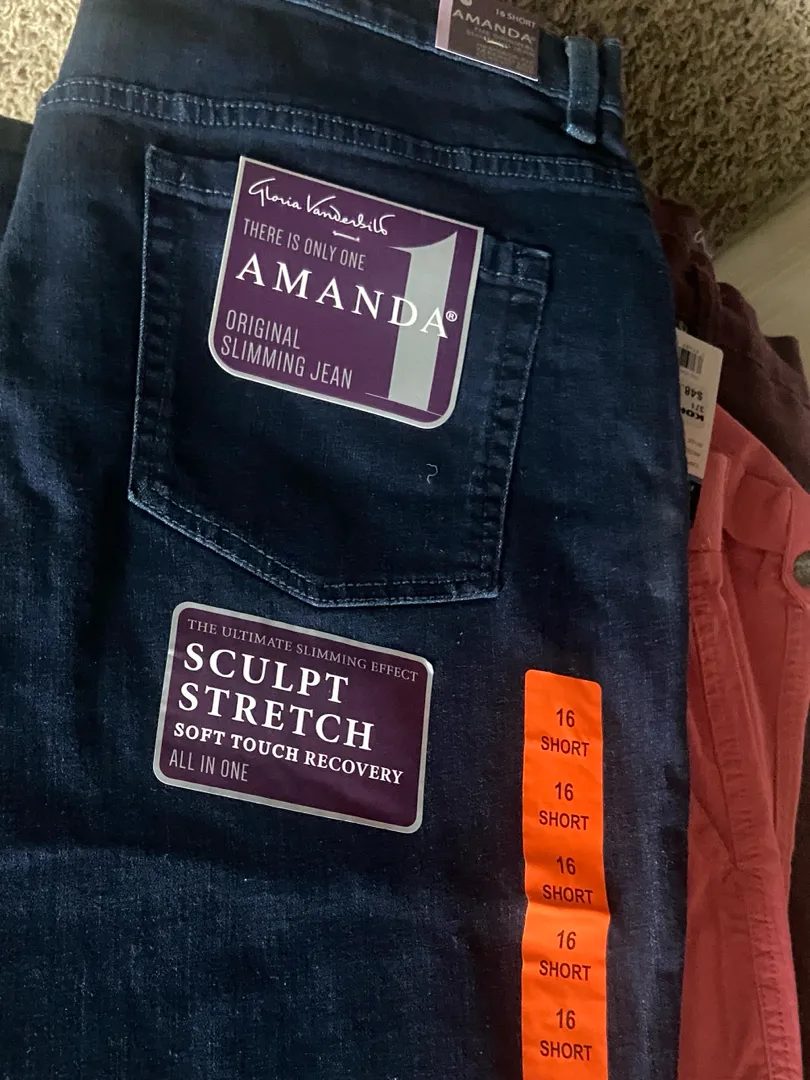 16 SHORT
AMANDA
Gloria Vanderbilt
THERE IS ONLY ONE
1
AMANDA®
ORIGINAL
SLIMMING JEAN
$48
THE ULTIMATE SLIMMING EFFECT
SCULPT
STRETCH
SOFT TOUCH RECOVERY
ALL IN ONE
16
SHORT
16
SHORT
16
SHORT
16
SHORT
16
SHORT